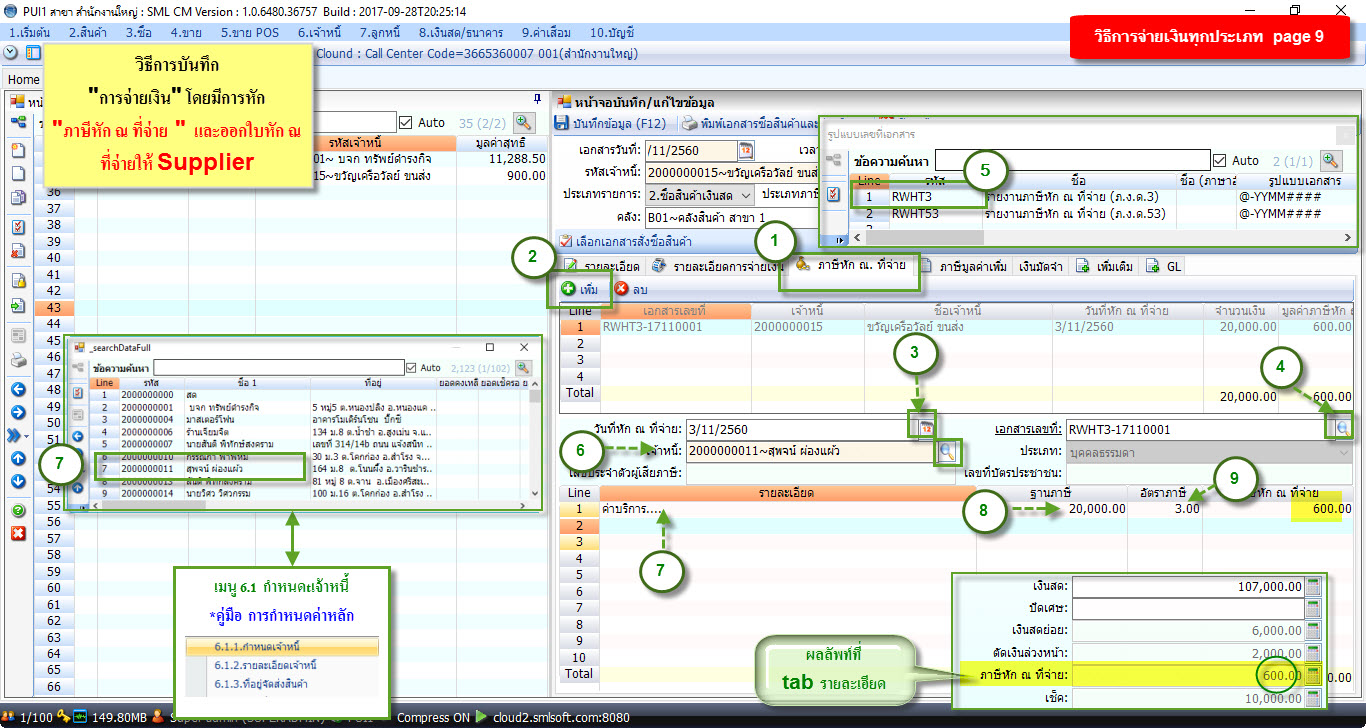 PUI1 สาขา สำนักงานใหญ่ : SML CM Version : 1.0.6480.36757 Build : 2017-09-28T20:25:14
1.เริ่มต้น 2.สินค้า 3.ซื้อ 4.ขาย 5.ขาย POS 6.เจ้าหนี้ 7.ลูกหนี้ 8.เงินสด/ธนาคาร 9.ค่าเสื่อม 10.บัญชี
วิธีการจ่ายเงินทุกประเภท page 9
Clound : Call Center Code=3665360007 001(สำนักงานใหญ่)
Home
วิธีการบันทึก
"การจ่ายเงิน" โดยมีการหัก
"ภาษีหัก ณ ที่จ่าย " และออกใบหัก ณ
ที่จ่ายให้ Supplier
Auto 35 (2/2)
รหัสเจ้าหนี้ มูลค่าสุทธิ
01~ บจก ทรัพย์ดำรงกิจ 11,288.50
15~ขวัญเครือวัลย์ ขนส่ง 900.00
36
37
38
39
40
41
42
43
44
45
46
47
48
49
50
51
54
55
56
57
58
59
60
61
62
63
64
65
66
หน้าจอบันทึก/แก้ไขข้อมูล
บันทึกข้อมูล (F12) พิมพ์เอกสารซื้อสินค้าและ
เอกสารวันที่: /11/2560 เวลา
รหัสเจ้าหนี้: 2000000015~ขวัญเครือวัลย์ ขนส่
ประเภทรายการ: 2.ซื้อสินค้าเงินสด ประเภทภาษี
คลัง: B01~คลังสินค้า สาขา 1
เลือกเอกสารสั่งซื้อสินค้า
รูปแบบเลขที่เอกสาร
ข้อความค้นหา Auto 2 (1/1)
Line รหัส ชื่อ ชื่อ (ภาษาอั รูปแบบเอกสาร
1 RWHT3 รายงานภาษีหัก ณ ที่จ่าย (ภ.ง.ด.3) @-YYMM####
2 RWHT53 รายงานภาษีหัก ณ ที่จ่าย (ภ.ง.ด.53) @-YYMM####
5
1
2
รายละเอียด รายละเอียดการจ่ายเงิน ภาษีหัก ณ. ที่จ่าย ภาษีมูลค่าเพิ่ม เงินมัดจำ เพิ่มเติม GL
เพิ่ม ลบ
Line เอกสารเลขที่ เจ้าหนี้ ชื่อเจ้าหนี้ วันที่หัก ณ ที่จ่าย จำนวนเงิน มูลค่าภาษีหัก ณ
1 RWHT3-17110001 2000000015 ขวัญเครือวัลย์ ขนส่ง 3/11/2560 20,000.00 600.00
2
3
4
Total 20,000.00 600.00
3
4
วันที่หัก ณ ที่จ่าย: 3/11/2560 เอกสารเลขที่: RWHT3-17110001
6
เจ้าหนี้: 2000000011~สุพจน์ ผ่องแผ้ว ประเภท: บุคคลธรรมดา
เลขประจำตัวผู้เสียภาษี: เลขที่บัตรประชาชน:
Line รายละเอียด ฐานภาษี อัตราภาษี ภาษีหัก ณ ที่จ่าย
1 ค่าบริการ.... 20,000.00 3.00 600.00
2
3
4
5
6
7
8
9
10
Total
7
8
9
_searchDataFull
ข้อความค้นหา Auto 2,123 (1/102)
Line รหัส ชื่อ 1 ที่อยู่ ยอดคงเหลื ยอดเช็ครอ ย
1 2000000000 สด
2 2000000001 บจก ทรัพย์ดำรงกิจ 5 หมู่5 ต.หนองปลิง อ.หนองแค ...
3 2000000004 มาสเตอร์โฟน อาคารโมเดิร์นโฮน บิ๊กซี
4 2000000006 ร้านเจียงจิต 134 ม.8 ต.น้ำขำ อ.สูงเม่น จ.แ...
5 2000000007 นายสันติ พิทักษ์สงคราม เลขที่ 314/14b ถนน แจ้งสนิท ...
6 2000000010 30 ม.3 ต.โคกก่อง อ.สำโรง จ...
7 2000000011 สุพจน์ ผ่องแผ้ว 164 ม.8 ต.โนนผึ้ง อ.วารินชำร...
8 2000000013 81 หมู่ 8 ต.จาน อ.เมืองศรีสะเ...
9 2000000014 นายวีศว วิศวกรรม 100 ม.16 ต.โคกก่อง อ.สำโรง ...
7
เมนู 6.1 กำหนดเจ้าหนี้
*คู่มือ การกำหนดค่าหลัก
6.1.1.กำหนดเจ้าหนี้
6.1.2.รายละเอียดเจ้าหนี้
6.1.3.ที่อยู่จัดส่งสินค้า
เงินสด: 107,000.00
ปัดเศษ:
เงินสดย่อย: 6,000.00
ตัดเงินล่วงหน้า: 2,000.00
ภาษีหัก ณ ที่จ่าย: 600.00
เช็ค: 10,000.00
ผลลัพท์ที่
tab รายละเอียด
1/100 149.80MB Compress ON cloud2.smlsoft.com:8080